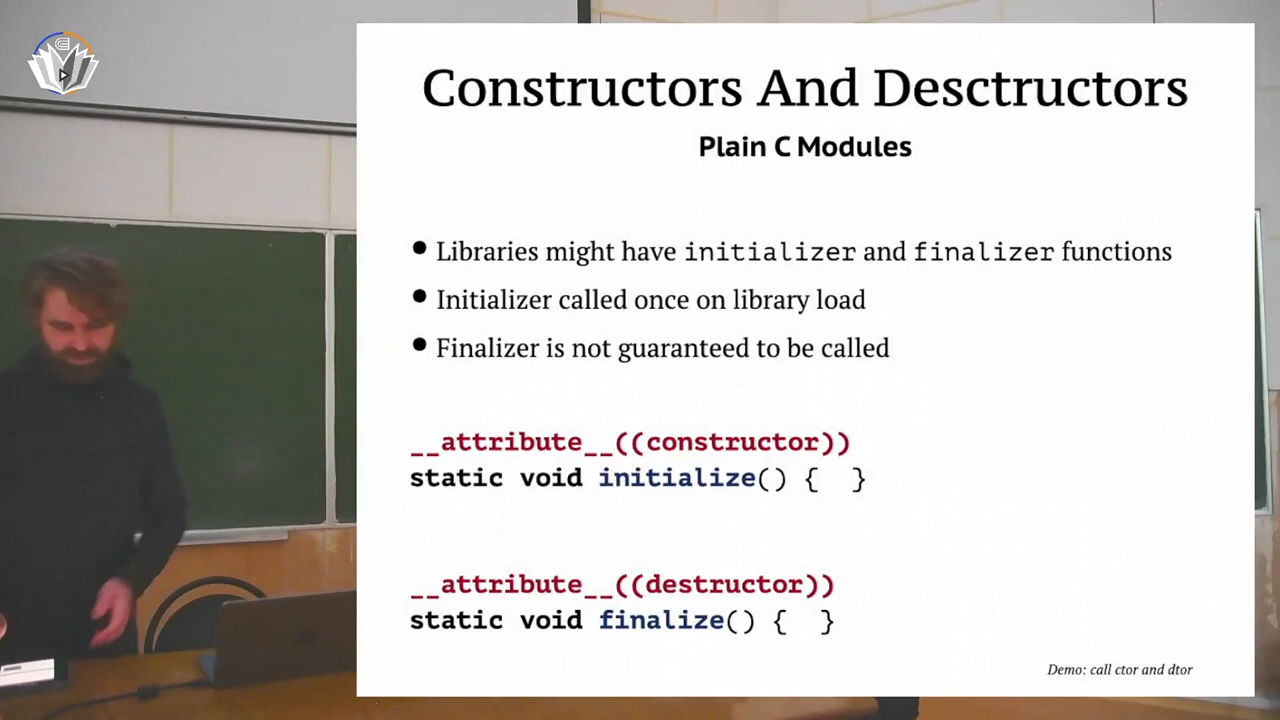 Constructors And Desctructors
Plain C Modules
● Libraries might have initializer and finalizer functions
● Initializer called once on library load
● Finalizer is not guaranteed to be called
__attribute__((constructor))
static void initialize() {  }
__attribute__((destructor))
static void finalize() {  }
Demo: call ctor and dtor